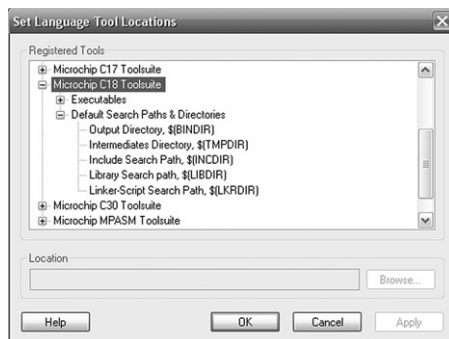 Set Language Tool Locations
Registered Tools
Microchip C17 Toolsuite
Microchip C18 Toolsuite
Executables
Default Search Paths & Directories
Output Directory, $(BINDIR)
Intermediates Directory, $(TMPDIR)
Include Search Path, $(INCDIR)
Library Search path, $(LIBDIR)
Linker-Script Search Path, $(LKRDIR)
Microchip C30 Toolsuite
Microchip MPASM Toolsuite
Location
Browse...
Help OK Cancel Apply